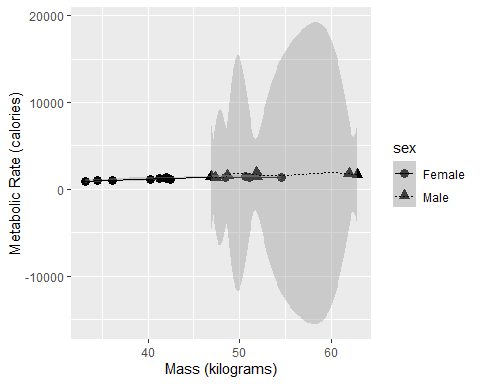 20000
10000
0
-10000
Metabolic Rate (calories)
40
50
60
Mass (kilograms)
sex
Female
Male